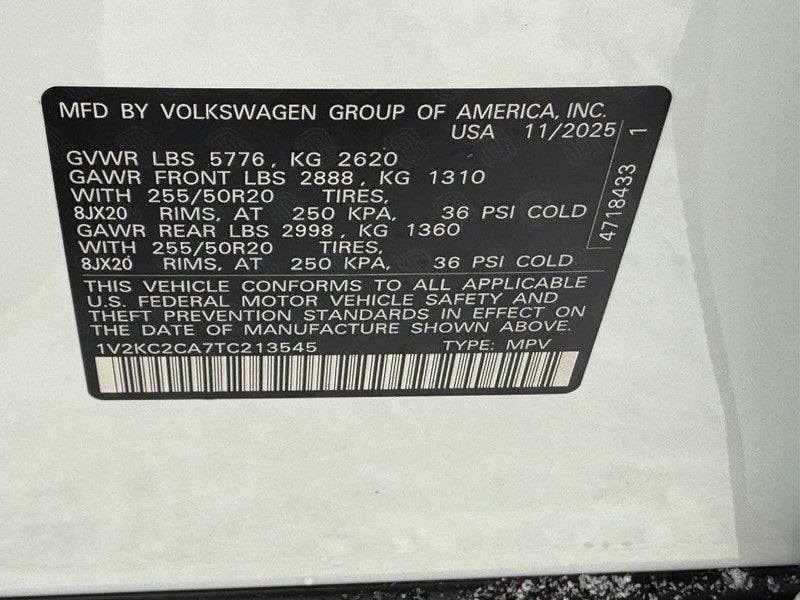 MFD BY VOLKSWAGEN GROUP OF AMERICA, INC.
USA 11/2025
GVWR LBS 5776, KG 2620
GAWR FRONT LBS 2888, KG 1310
WITH 255/50R20 TIRES,
8JX20 RIMS, AT 250 KPA, 36 PSI COLD
GAWR REAR LBS 2998, KG 1360
WITH 255/50R20 TIRES,
8JX20 RIMS, AT 250 KPA, 36 PSI COLD
THIS VEHICLE CONFORMS TO ALL APPLICABLE
U.S. FEDERAL MOTOR VEHICLE SAFETY AND
THEFT PREVENTION STANDARDS IN EFFECT ON
THE DATE OF MANUFACTURE SHOWN ABOVE.
1V2KC2CA7TC213545 TYPE: MPV
4718433 1